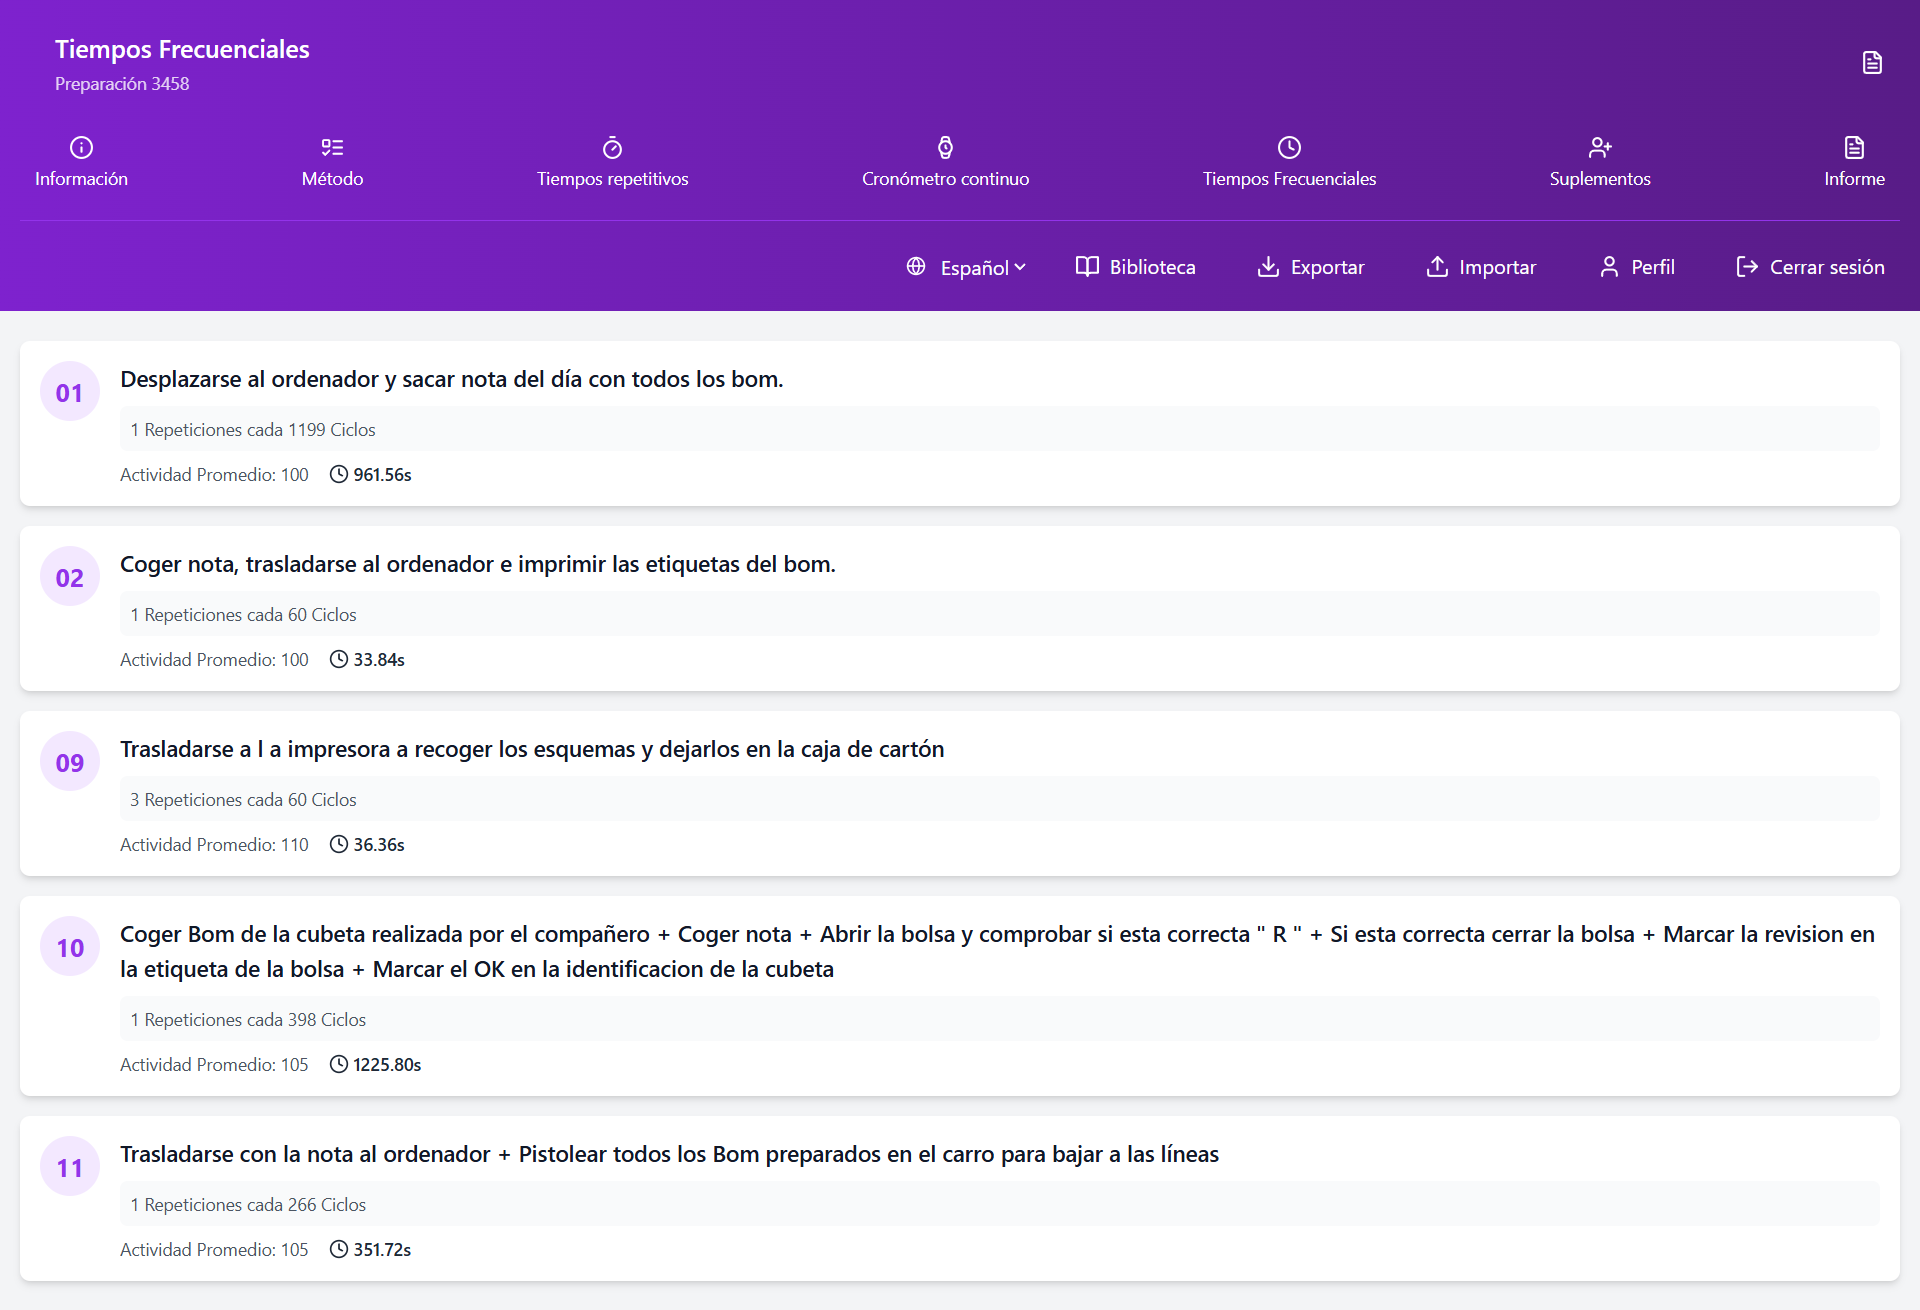 Tiempos Frecuenciales
Preparación 3458
Información
Método
Tiempos repetitivos
Cronómetro continuo
Tiempos Frecuenciales
Suplementos
Informe
Español
Biblioteca
Exportar
Importar
Perfil
Cerrar sesión
01
Desplazarse al ordenador y sacar nota del día con todos los bom.
1 Repeticiones cada 1199 Ciclos
Actividad Promedio: 100 961.56s
02
Coger nota, trasladarse al ordenador e imprimir las etiquetas del bom.
1 Repeticiones cada 60 Ciclos
Actividad Promedio: 100 33.84s
09
Trasladarse a l a impresora a recoger los esquemas y dejarlos en la caja de cartón
3 Repeticiones cada 60 Ciclos
Actividad Promedio: 110 36.36s
10
Coger Bom de la cubeta realizada por el compañero + Coger nota + Abrir la bolsa y comprobar si esta correcta " R " + Si esta correcta cerrar la bolsa + Marcar la revision en
la etiqueta de la bolsa + Marcar el OK en la identificacion de la cubeta
1 Repeticiones cada 398 Ciclos
Actividad Promedio: 105 1225.80s
11
Trasladarse con la nota al ordenador + Pistolear todos los Bom preparados en el carro para bajar a las líneas
1 Repeticiones cada 266 Ciclos
Actividad Promedio: 105 351.72s